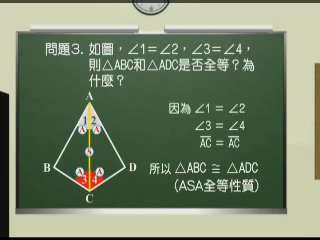 問題3. 如圖，∠1＝∠2，∠3＝∠4，
則△ABC和△ADC是否全等？為
什麼？
A
1 2
A A
S
B D
A A
3 4
C
因為 ∠1 = ∠2
∠3 = ∠4
A̅C̅ = A̅C̅
所以 △ABC ≅ △ADC
(ASA全等性質)